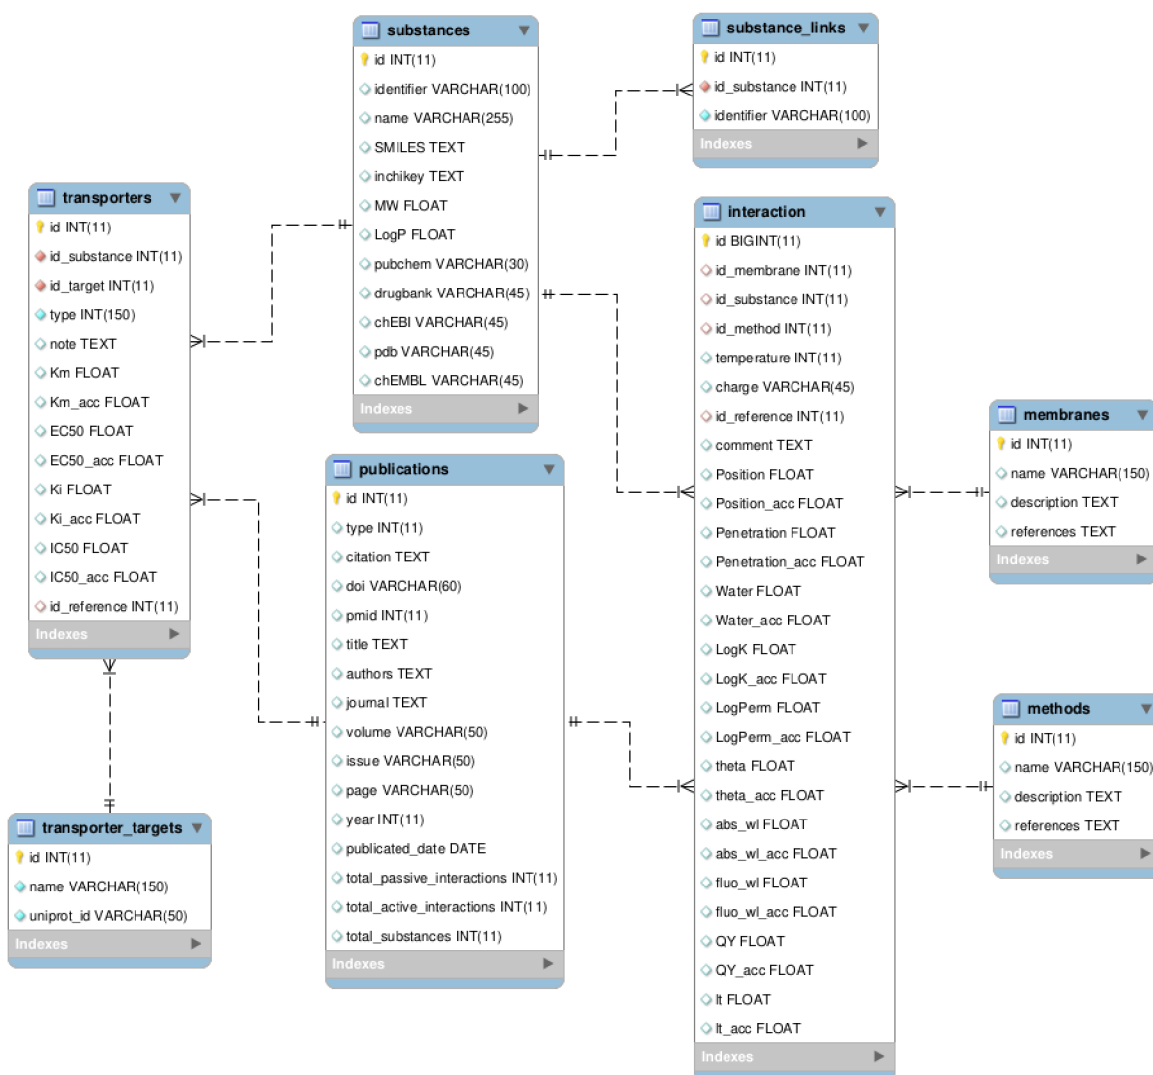 substances
id INT(11)
identifier VARCHAR(100)
name VARCHAR(255)
SMILES TEXT
inchikey TEXT
MW FLOAT
LogP FLOAT
pubchem VARCHAR(30)
drugbank VARCHAR(45)
chEBI VARCHAR(45)
pdb VARCHAR(45)
chEMBL VARCHAR(45)
Indexes
substance_links
id INT(11)
id_substance INT(11)
identifier VARCHAR(100)
Indexes
transporters
id INT(11)
id_substance INT(11)
id_target INT(11)
type INT(150)
note TEXT
Km FLOAT
Km_acc FLOAT
EC50 FLOAT
EC50_acc FLOAT
Ki FLOAT
Ki_acc FLOAT
IC50 FLOAT
IC50_acc FLOAT
id_reference INT(11)
Indexes
interaction
id BIGINT(11)
id_membrane INT(11)
id_substance INT(11)
id_method INT(11)
temperature INT(11)
charge VARCHAR(45)
id_reference INT(11)
comment TEXT
Position FLOAT
Position_acc FLOAT
Penetration FLOAT
Penetration_acc FLOAT
Water FLOAT
Water_acc FLOAT
LogK FLOAT
LogK_acc FLOAT
LogPerm FLOAT
LogPerm_acc FLOAT
theta FLOAT
theta_acc FLOAT
abs_wl FLOAT
abs_wl_acc FLOAT
fluo_wl FLOAT
fluo_wl_acc FLOAT
QY FLOAT
QY_acc FLOAT
lt FLOAT
lt_acc FLOAT
Indexes
membranes
id INT(11)
name VARCHAR(150)
description TEXT
references TEXT
Indexes
publications
id INT(11)
type INT(11)
citation TEXT
doi VARCHAR(60)
pmid INT(11)
title TEXT
authors TEXT
journal TEXT
volume VARCHAR(50)
issue VARCHAR(50)
page VARCHAR(50)
year INT(11)
publicated_date DATE
total_passive_interactions INT(11)
total_active_interactions INT(11)
total_substances INT(11)
Indexes
methods
id INT(11)
name VARCHAR(150)
description TEXT
references TEXT
Indexes
transporter_targets
id INT(11)
name VARCHAR(150)
uniprot_id VARCHAR(50)
Indexes